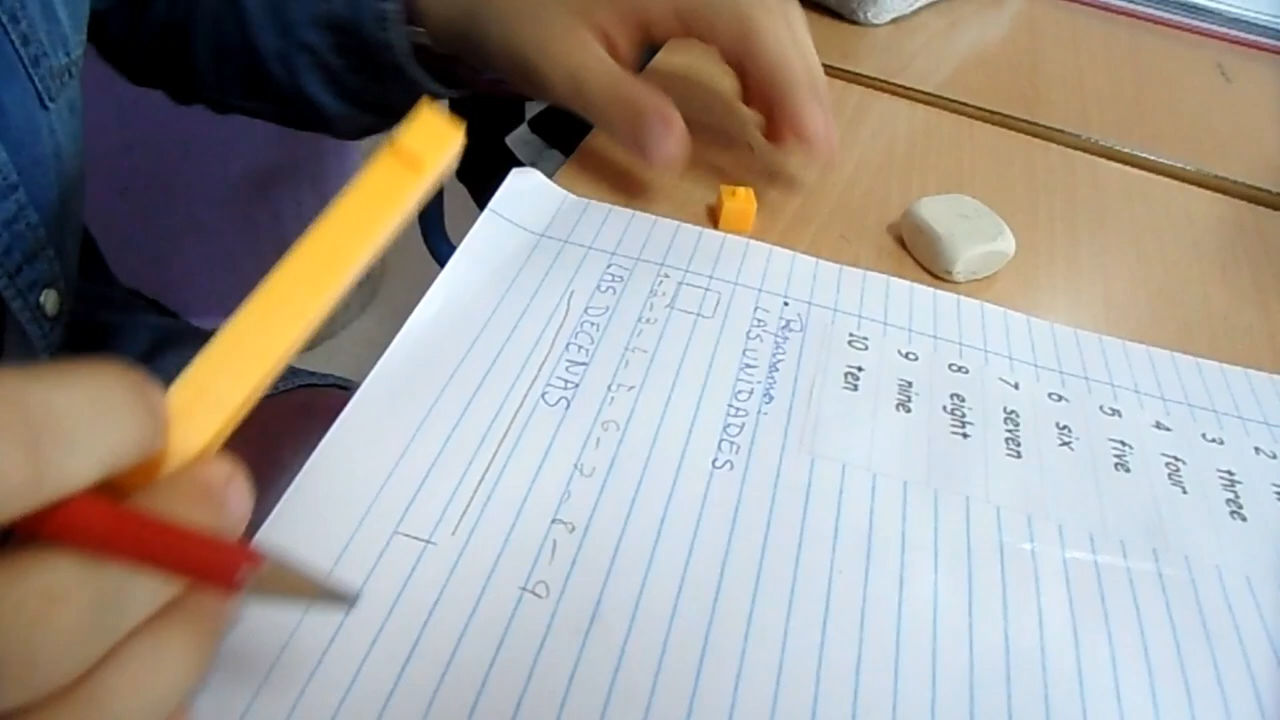 3 three
4 four
5 five
6 six
7 seven
8 eight
9 nine
10 ten
• Repasamos:
LAS UNIDADES
1-2-3-4-5-6-7-8-9
LAS DECENAS